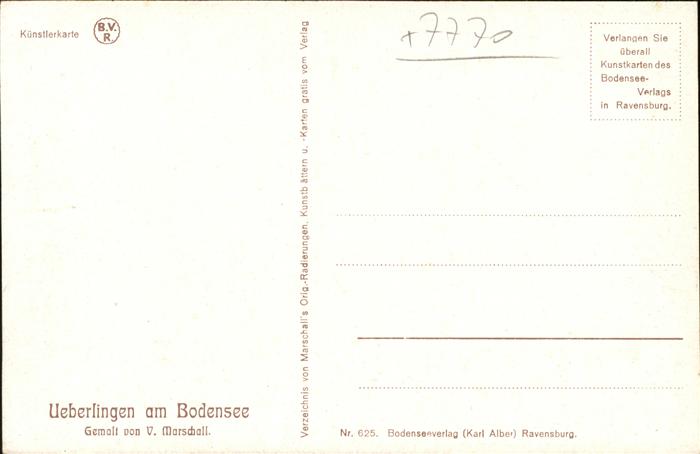 Künstlerkarte
B.V.
R.
+7770
Verlangen Sie
überall
Kunstkarten des
Bodensee-
Verlags
in Ravensburg.
Verzeichnis von Marschall's Orig.-Radierungen, Kunstblättern u. -Karten gratis vom Verlag
Ueberlingen am Bodensee
Gemalt von V. Marschall.
Nr. 625. Bodenseeverlag (Karl Alber) Ravensburg.